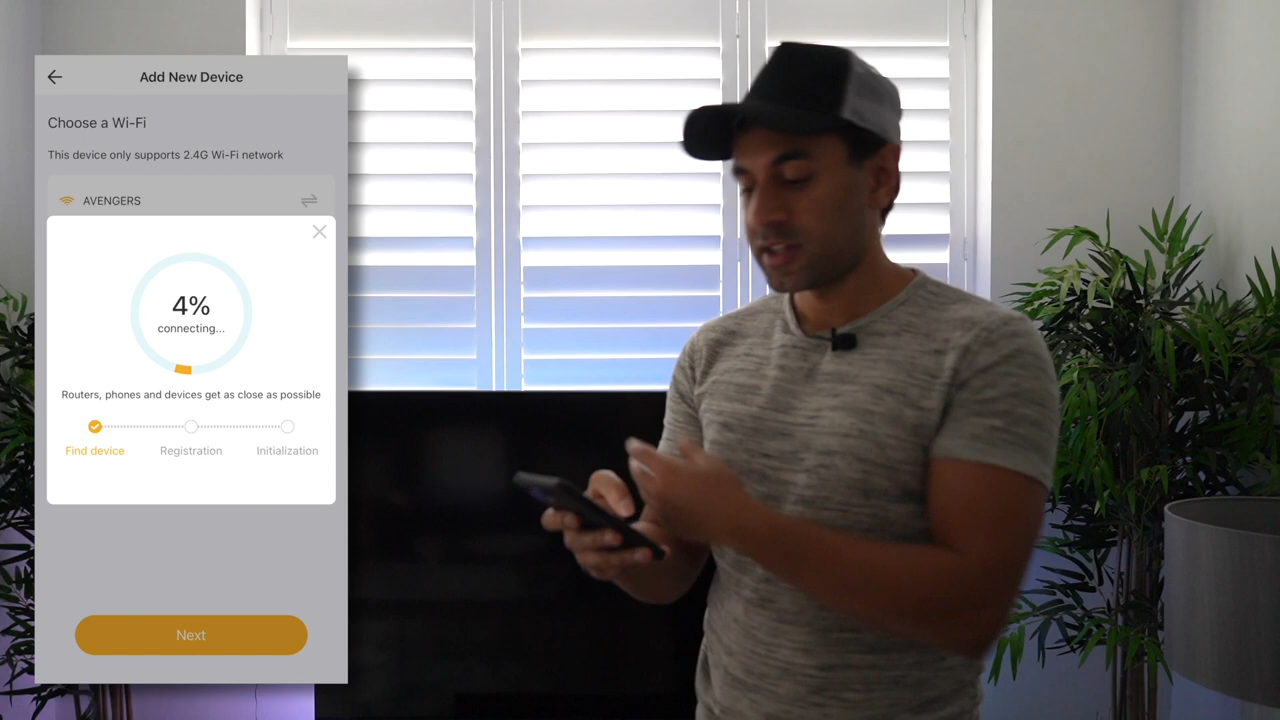 Add New Device
Choose a Wi-Fi
This device only supports 2.4G Wi-Fi network
AVENGERS
4%
connecting...
Routers, phones and devices get as close as possible
Find device Registration Initialization
Next